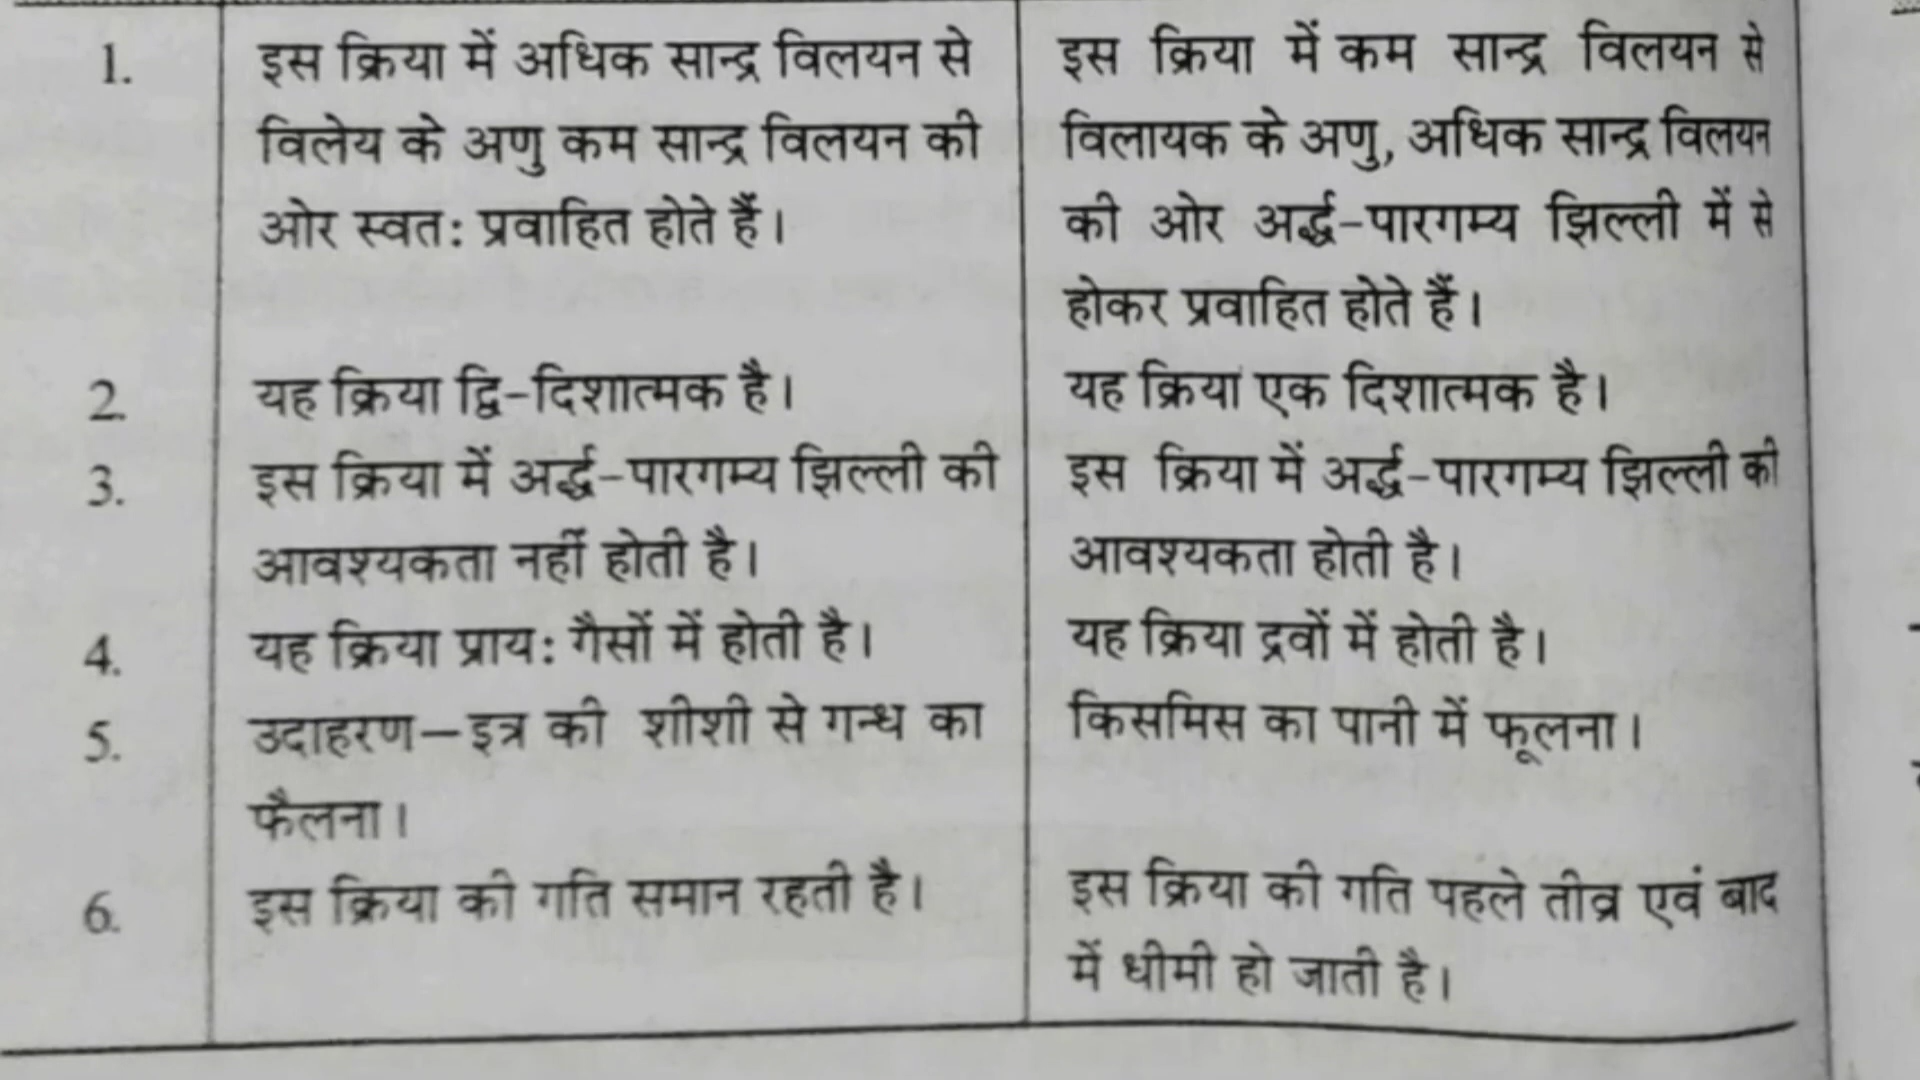 1. इस क्रिया में अधिक सान्द्र विलयन से
विलेय के अणु कम सान्द्र विलयन की
ओर स्वत: प्रवाहित होते हैं।
इस क्रिया में कम सान्द्र विलयन से
विलायक के अणु, अधिक सान्द्र विलयन
की ओर अर्द्ध-पारगम्य झिल्ली में से
होकर प्रवाहित होते हैं।
2. यह क्रिया द्वि-दिशात्मक है।
यह क्रिया एक दिशात्मक है।
3. इस क्रिया में अर्द्ध-पारगम्य झिल्ली की
आवश्यकता नहीं होती है।
इस क्रिया में अर्द्ध-पारगम्य झिल्ली की
आवश्यकता होती है।
4. यह क्रिया प्राय: गैसों में होती है।
यह क्रिया द्रवों में होती है।
5. उदाहरण—इत्र की शीशी से गन्ध का
फैलना।
किसमिस का पानी में फूलना।
6. इस क्रिया की गति समान रहती है।
इस क्रिया की गति पहले तीव्र एवं बाद
में धीमी हो जाती है।